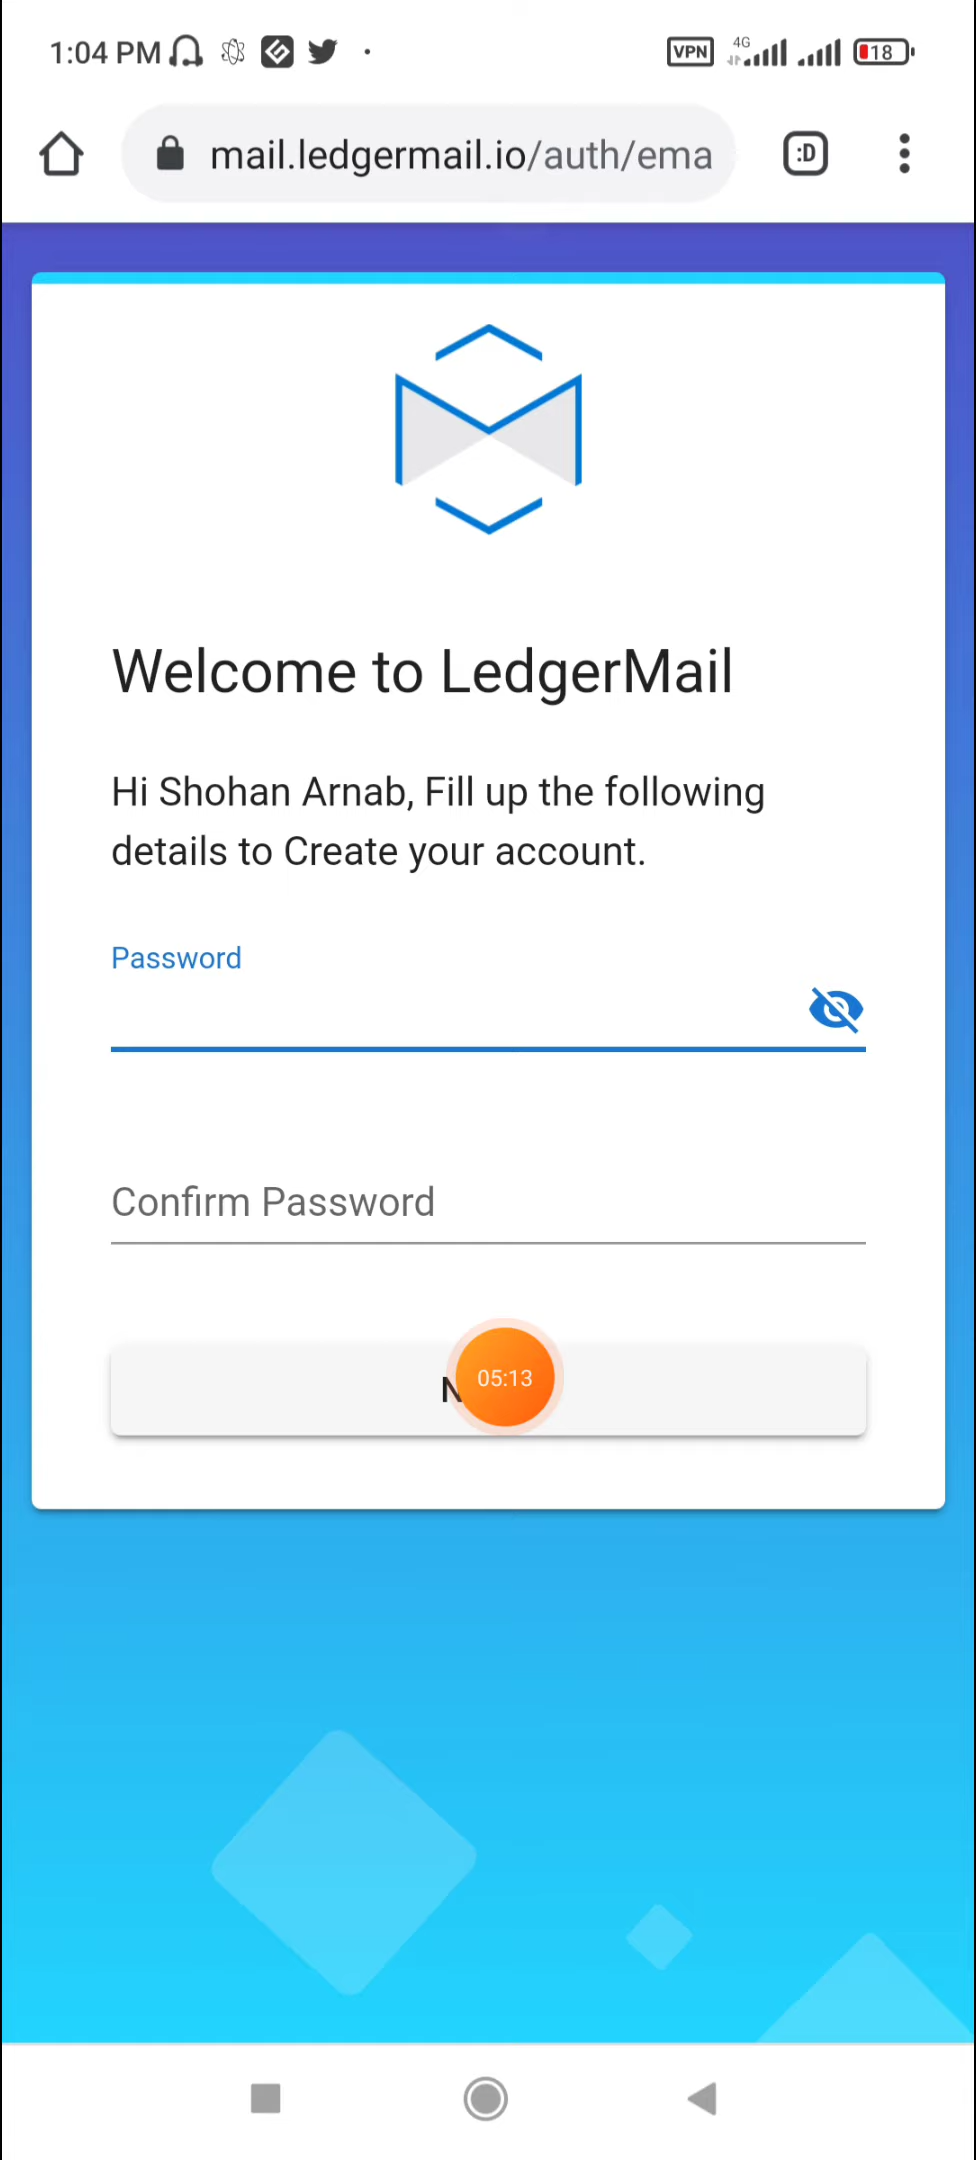 1:04 PM
VPN 4G 18
mail.ledgermail.io/auth/ema
:D
Welcome to LedgerMail
Hi Shohan Arnab, Fill up the following
details to Create your account.
Password
Confirm Password
N
05:13